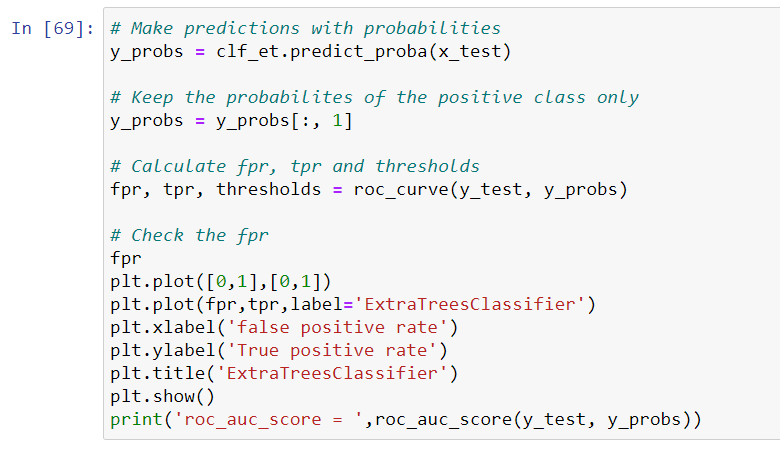 In [69]: # Make predictions with probabilities
y_probs = clf_et.predict_proba(x_test)
# Keep the probabilites of the positive class only
y_probs = y_probs[:, 1]
# Calculate fpr, tpr and thresholds
fpr, tpr, thresholds = roc_curve(y_test, y_probs)
# Check the fpr
fpr
plt.plot([0,1],[0,1])
plt.plot(fpr,tpr,label='ExtraTreesClassifier')
plt.xlabel('false positive rate')
plt.ylabel('True positive rate')
plt.title('ExtraTreesClassifier')
plt.show()
print('roc_auc_score = ',roc_auc_score(y_test, y_probs))